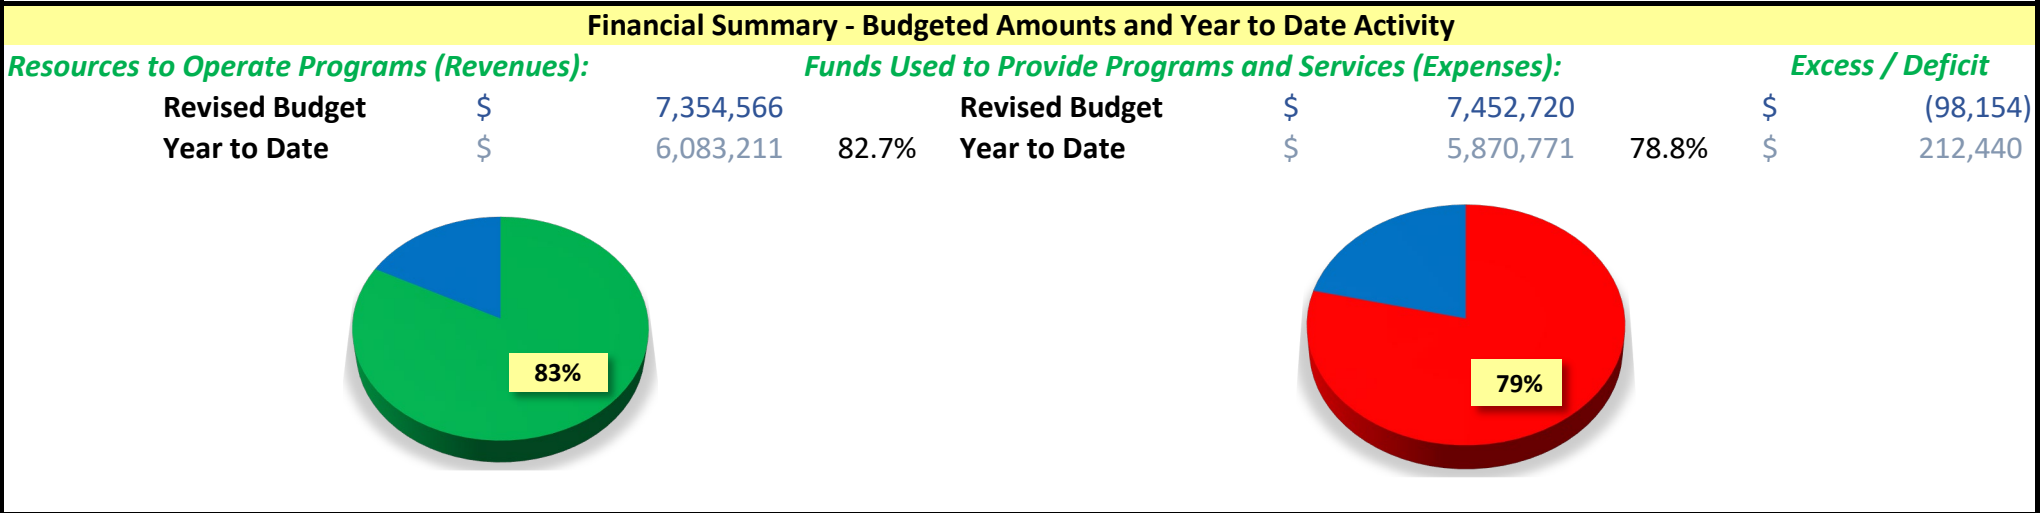 Financial Summary - Budgeted Amounts and Year to Date Activity
Resources to Operate Programs (Revenues): Funds Used to Provide Programs and Services (Expenses): Excess / Deficit
Revised Budget $ 7,354,566 Revised Budget $ 7,452,720 $ (98,154)
Year to Date $ 6,083,211 82.7% Year to Date $ 5,870,771 78.8% $ 212,440
83% 79%